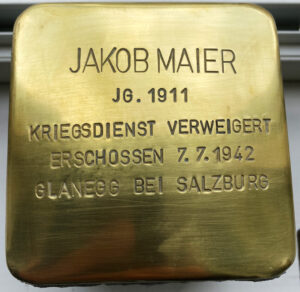 JAKOB MAIER
JG. 1911
KRIEGSDIENST VERWEIGERT
ERSCHOSSEN 7.7.1942
GLANEGG BEI SALZBURG